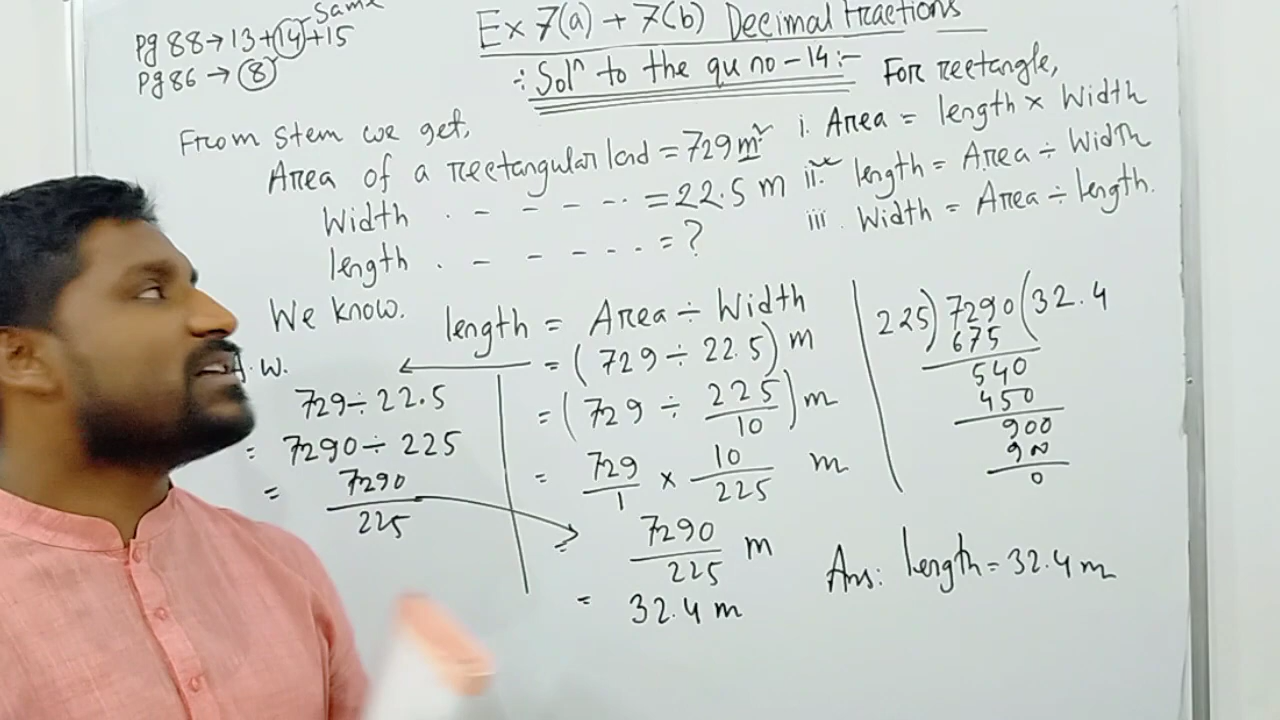 Same
Pg 88 → 13 + 14 + 15
Pg 86 → 8
Ex 7(a) + 7(b) Decimal Fractions
∴ Solⁿ to the qu no - 14 :-
For rectangle,
i. Area = length × Width
ii. length = Area ÷ Width
iii. Width = Area ÷ length.
From stem we get,
Area of a rectangular land = 729 m²
Width . - - - - .. = 22.5 m
length . - - - - .. = ?
We know. length = Area ÷ Width
= (729 ÷ 22.5) m
= (729 ÷ 225/10) m
= 729/1 × 10/225 m
= 7290/225 m
= 32.4 m
A.W.
729 ÷ 22.5
= 7290 ÷ 225
= 7290/225
225) 7290 (32.4
675
540
450
900
900
0
Ans: length = 32.4 m